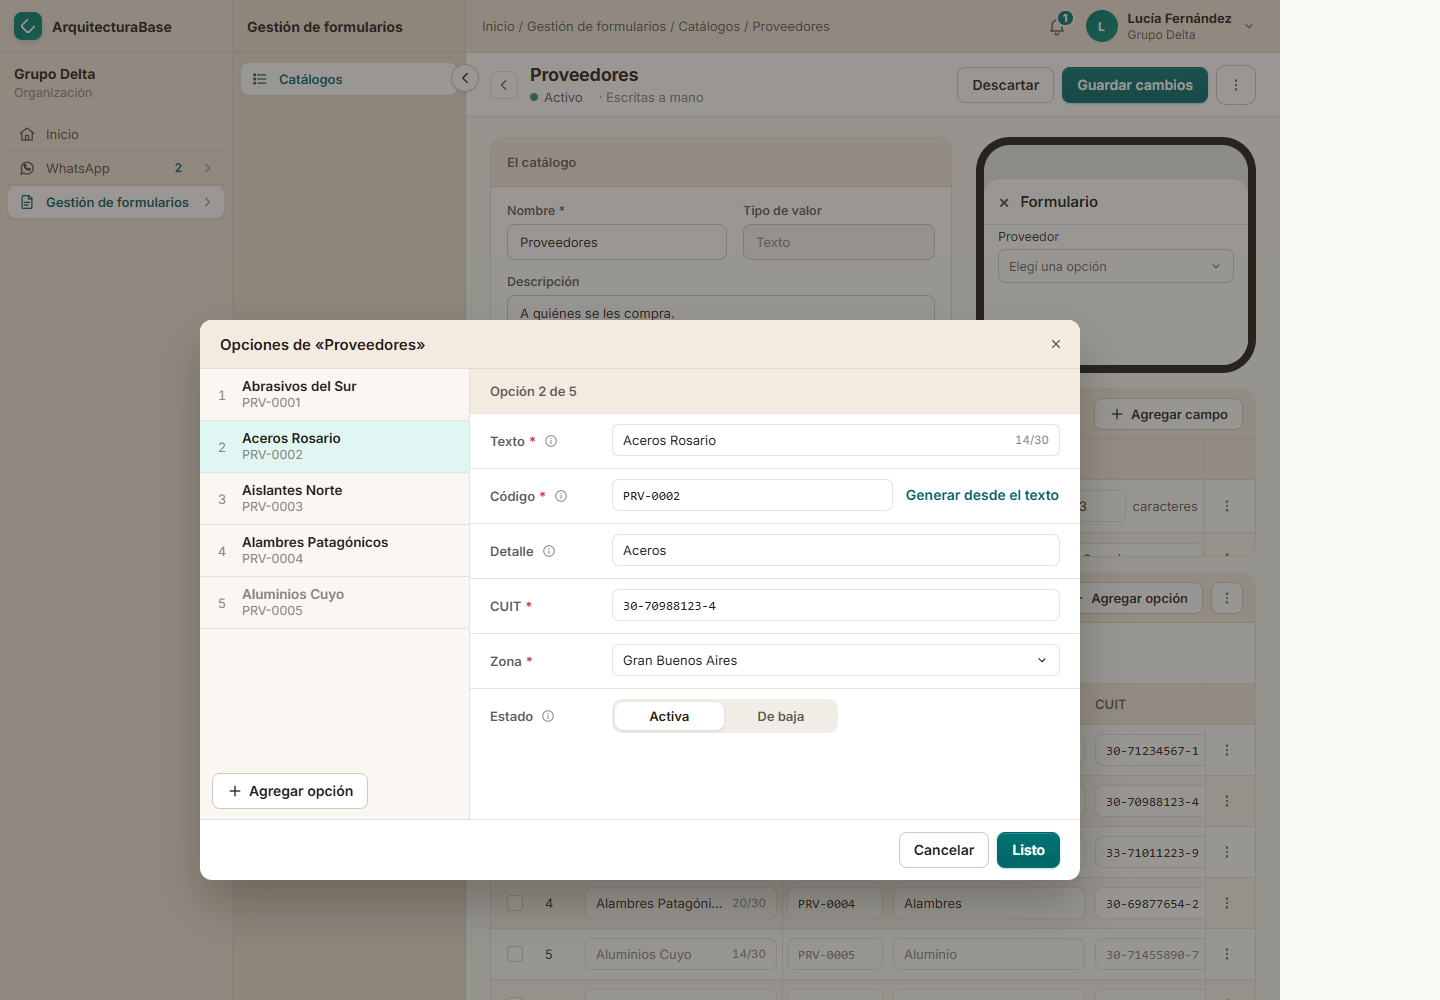 ArquitecturaBase
Gestión de formularios
Inicio / Gestión de formularios / Catálogos / Proveedores
1
L
Lucía Fernández
Grupo Delta
Grupo Delta
Organización
Inicio
WhatsApp 2
Gestión de formularios
Catálogos
Proveedores
Activo · Escritas a mano
Descartar
Guardar cambios
El catálogo
Nombre * Tipo de valor
Proveedores Texto
Descripción
A quiénes se les compra.
Formulario
Proveedor
Elegí una opción
Opciones de «Proveedores»
1 Abrasivos del Sur
PRV-0001
2 Aceros Rosario
PRV-0002
3 Aislantes Norte
PRV-0003
4 Alambres Patagónicos
PRV-0004
5 Aluminios Cuyo
PRV-0005
Agregar opción
Opción 2 de 5
Texto * Aceros Rosario 14/30
Código * PRV-0002 Generar desde el texto
Detalle Aceros
CUIT * 30-70988123-4
Zona * Gran Buenos Aires
Estado Activa De baja
Cancelar Listo
Agregar campo
3 caracteres
Agregar opción
CUIT
30-71234567-1
30-70988123-4
33-71011223-9
4 Alambres Patagóni... 20/30 PRV-0004 Alambres 30-69877654-2
5 Aluminios Cuyo 14/30 PRV-0005 Aluminio 30-71455890-7